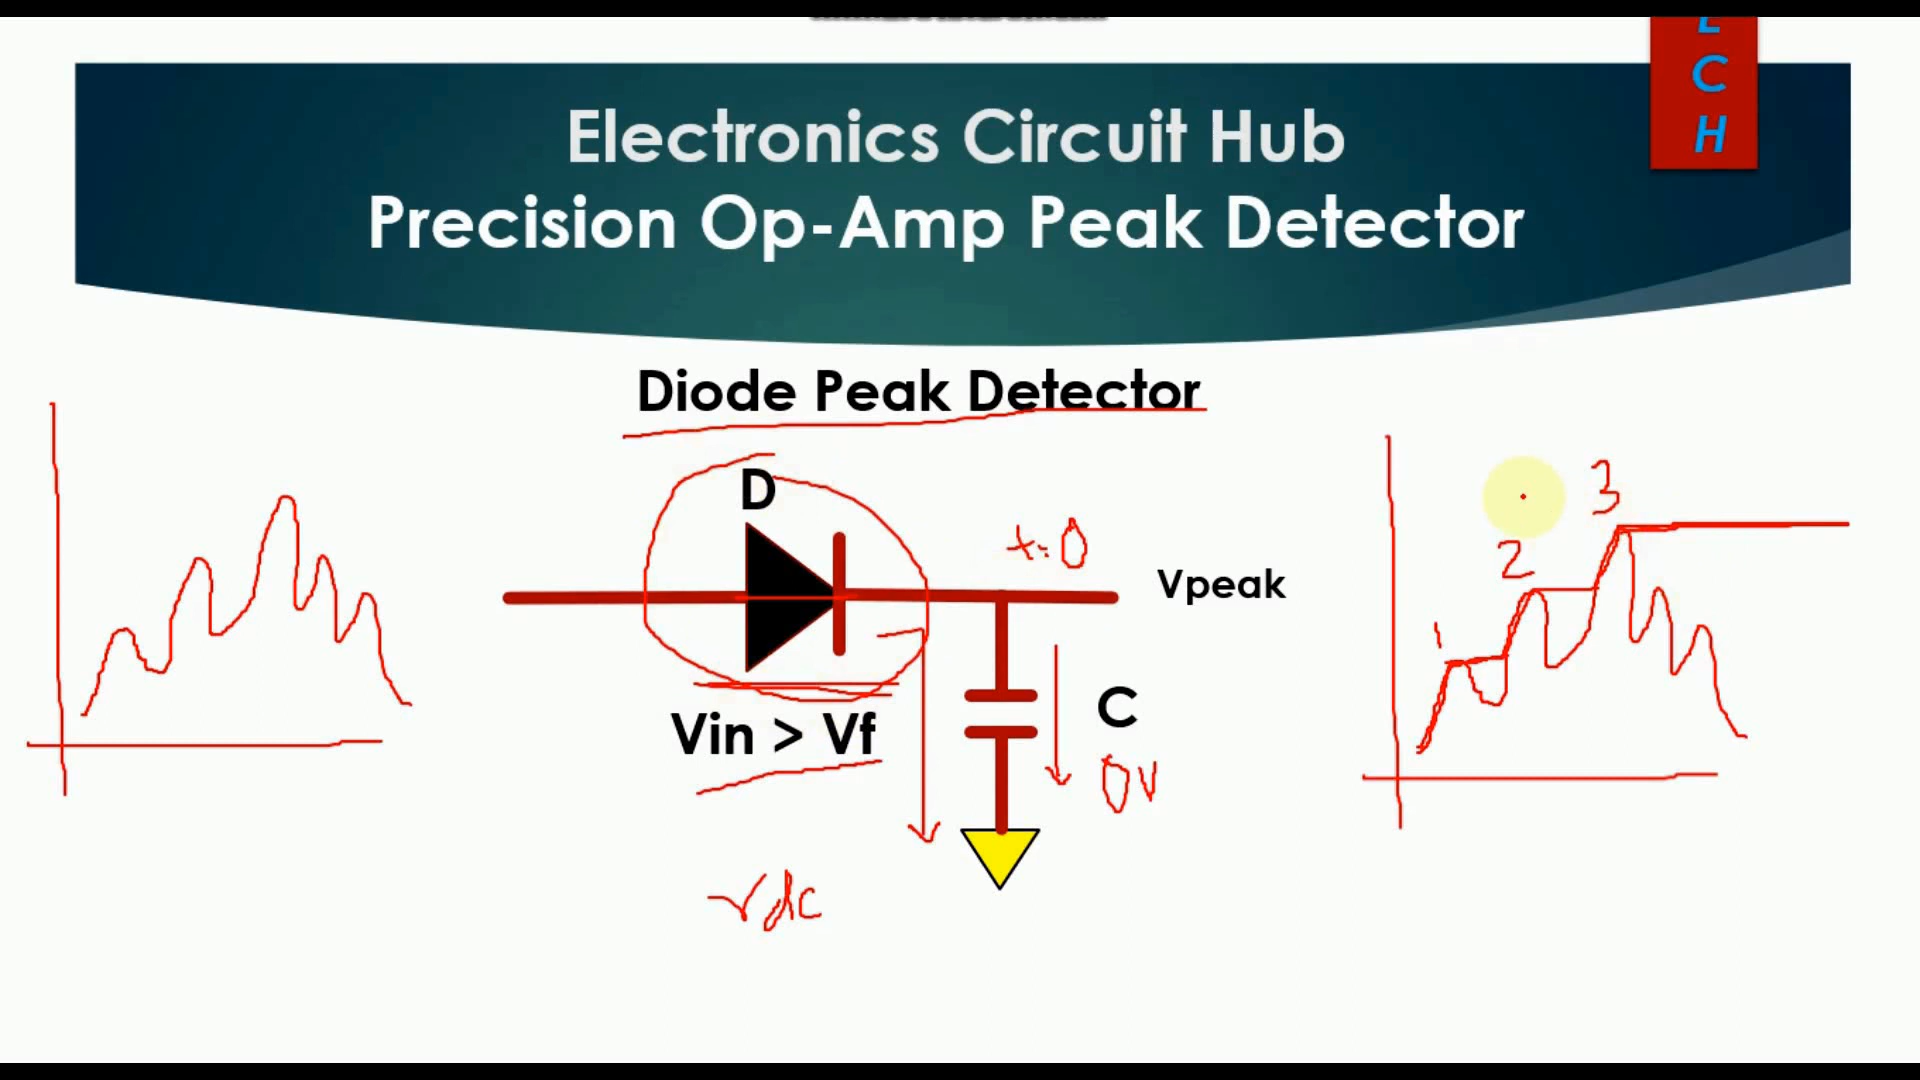 E
C
H
Electronics Circuit Hub
Precision Op-Amp Peak Detector
Diode Peak Detector
D
3
2
1
t=0
Vpeak
C
Vin > Vf
0V